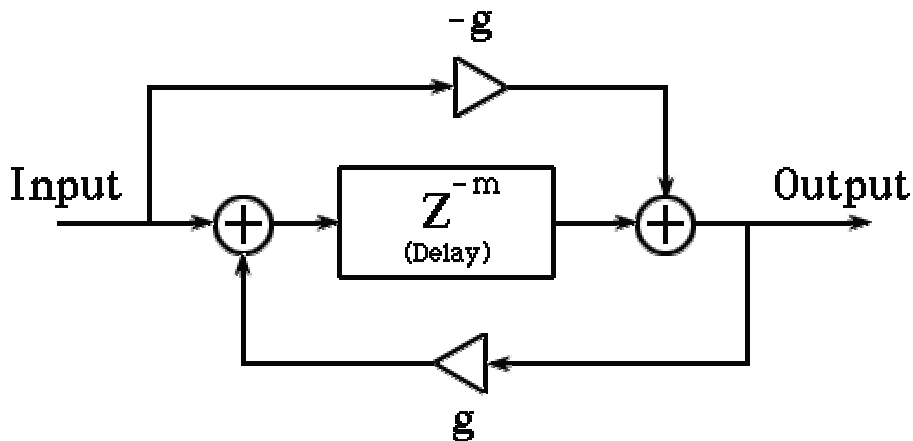 -g
Input
Z^-m
(Delay)
Output
g